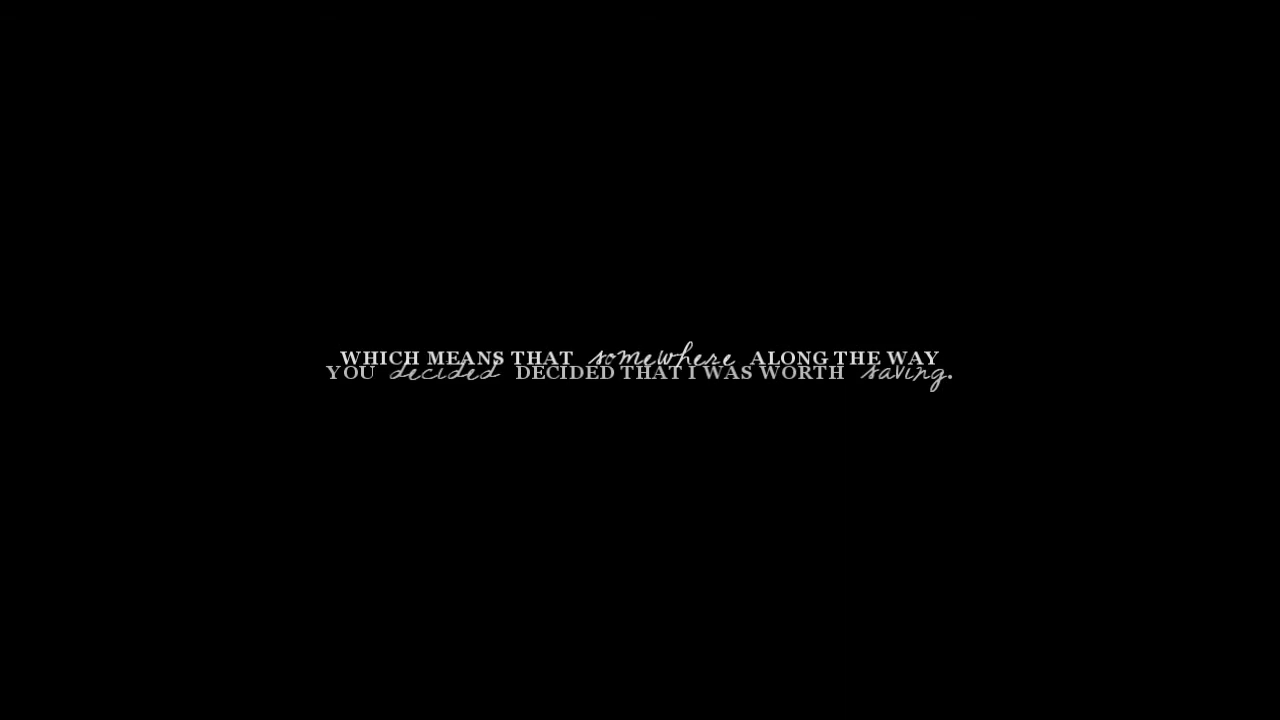 WHICH MEANS THAT somewhere ALONG THE WAY
YOU decided DECIDED THAT I WAS WORTH saving.